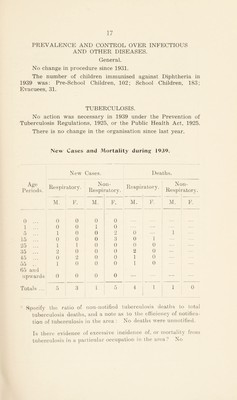 17
PREVALENCE AND CONTROL OVER INFECTIOUS
AND OTHER DISEASES.
General.
No change in procedure since 1931.
The number of children immunised against Diphtheria in
1939 was: Pre-School Children, 102; School Children, 183;
Evacuees, 31.
TUBERCULOSIS.
No action was necessary in 1939 under the Prevention of
Tuberculosis Regulations, 1925, or the Public Health Act, 1925.
There is no change in the organisation since last year.
New Cases and Mortality during 1939.
New Cases. Deaths.
Age Periods Respiratory. Non-Respiratory. Respiratory Non-Respiratory.
M. F. M. F. M. F. M. F.
0 ... 0 0 0 0 ... ... ... ...
1 ... 0 0 1 0 ... ... ... ...
5 ... 1 0 0 2 0 ... 1 ...
15 ... 0 0 0 3 0 1 ... ...
25 ... 1 1 0 0 0 0 ... ...
35 ... 2 0 0 0 2 0 ... ...
45 ... 0 2 0 0 1 0 ... ...
55 ... 1 0 0 0 1 0 ... ...
65 and
upwards 0 0 0 0 ... ... ... ...
Totals ... 5 3 1 5 4 1 1 0
Specify the ratio of non-notified tuberculosis deaths to total
tuberculosis deaths, and a note as to the efficiency of notifica-
tion of tuberculosis in the area: No deaths were unnotified.
Is there evidence of excessive incidence of, or mortality from
tuberculosis in a particular occupation in the area? No